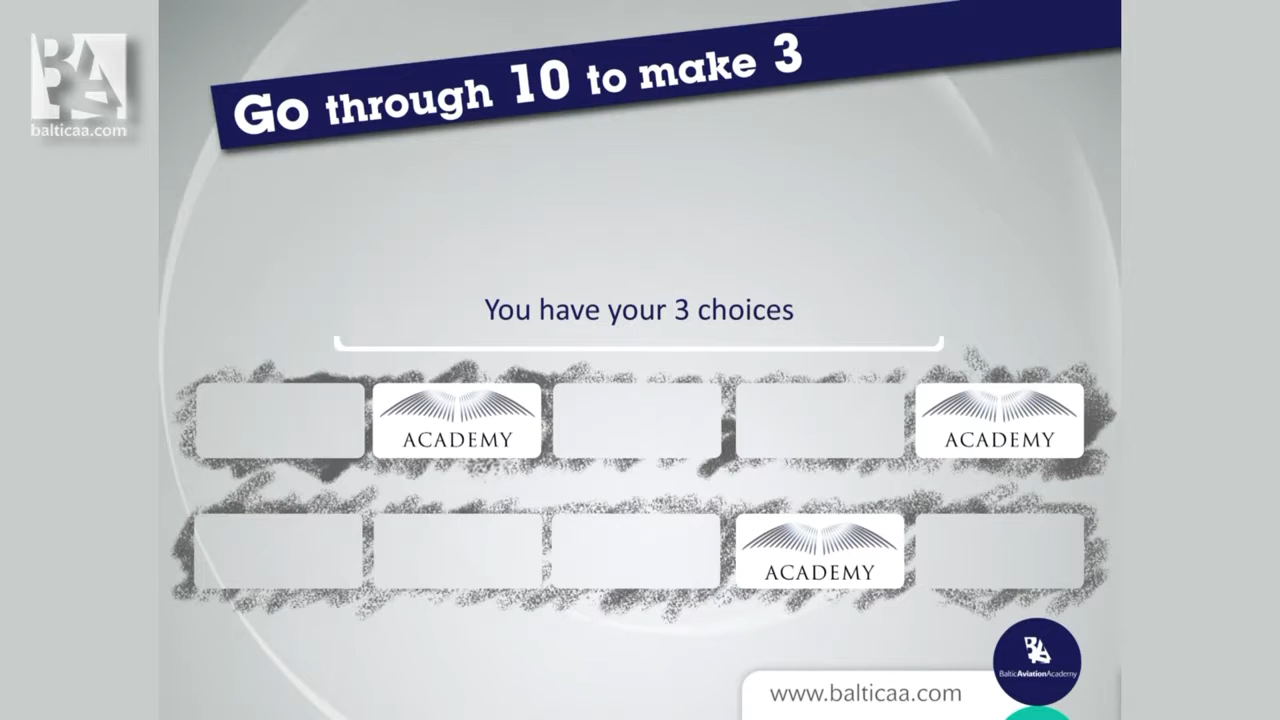 balticaa.com
Go through 10 to make 3
You have your 3 choices
ACADEMY
ACADEMY
ACADEMY
BalticAviationAcademy
www.balticaa.com